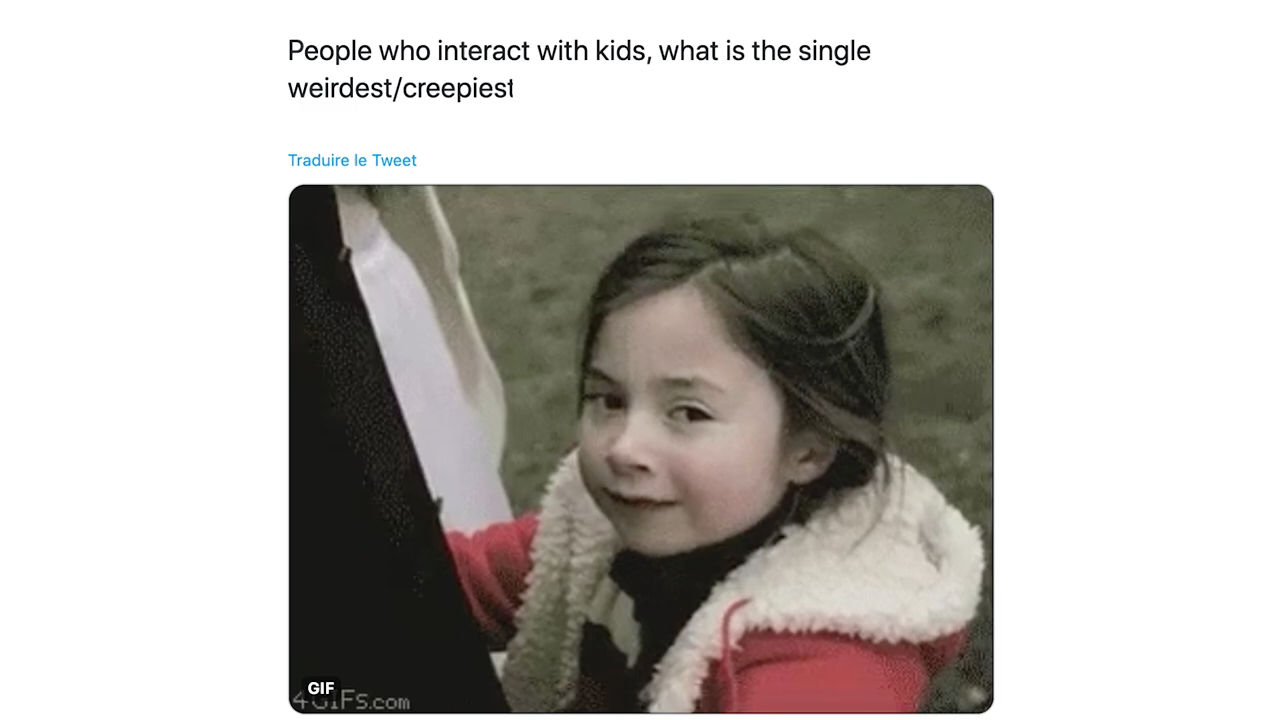 People who interact with kids, what is the single
weirdest/creepiest
Traduire le Tweet
GIF
4GIFs.com